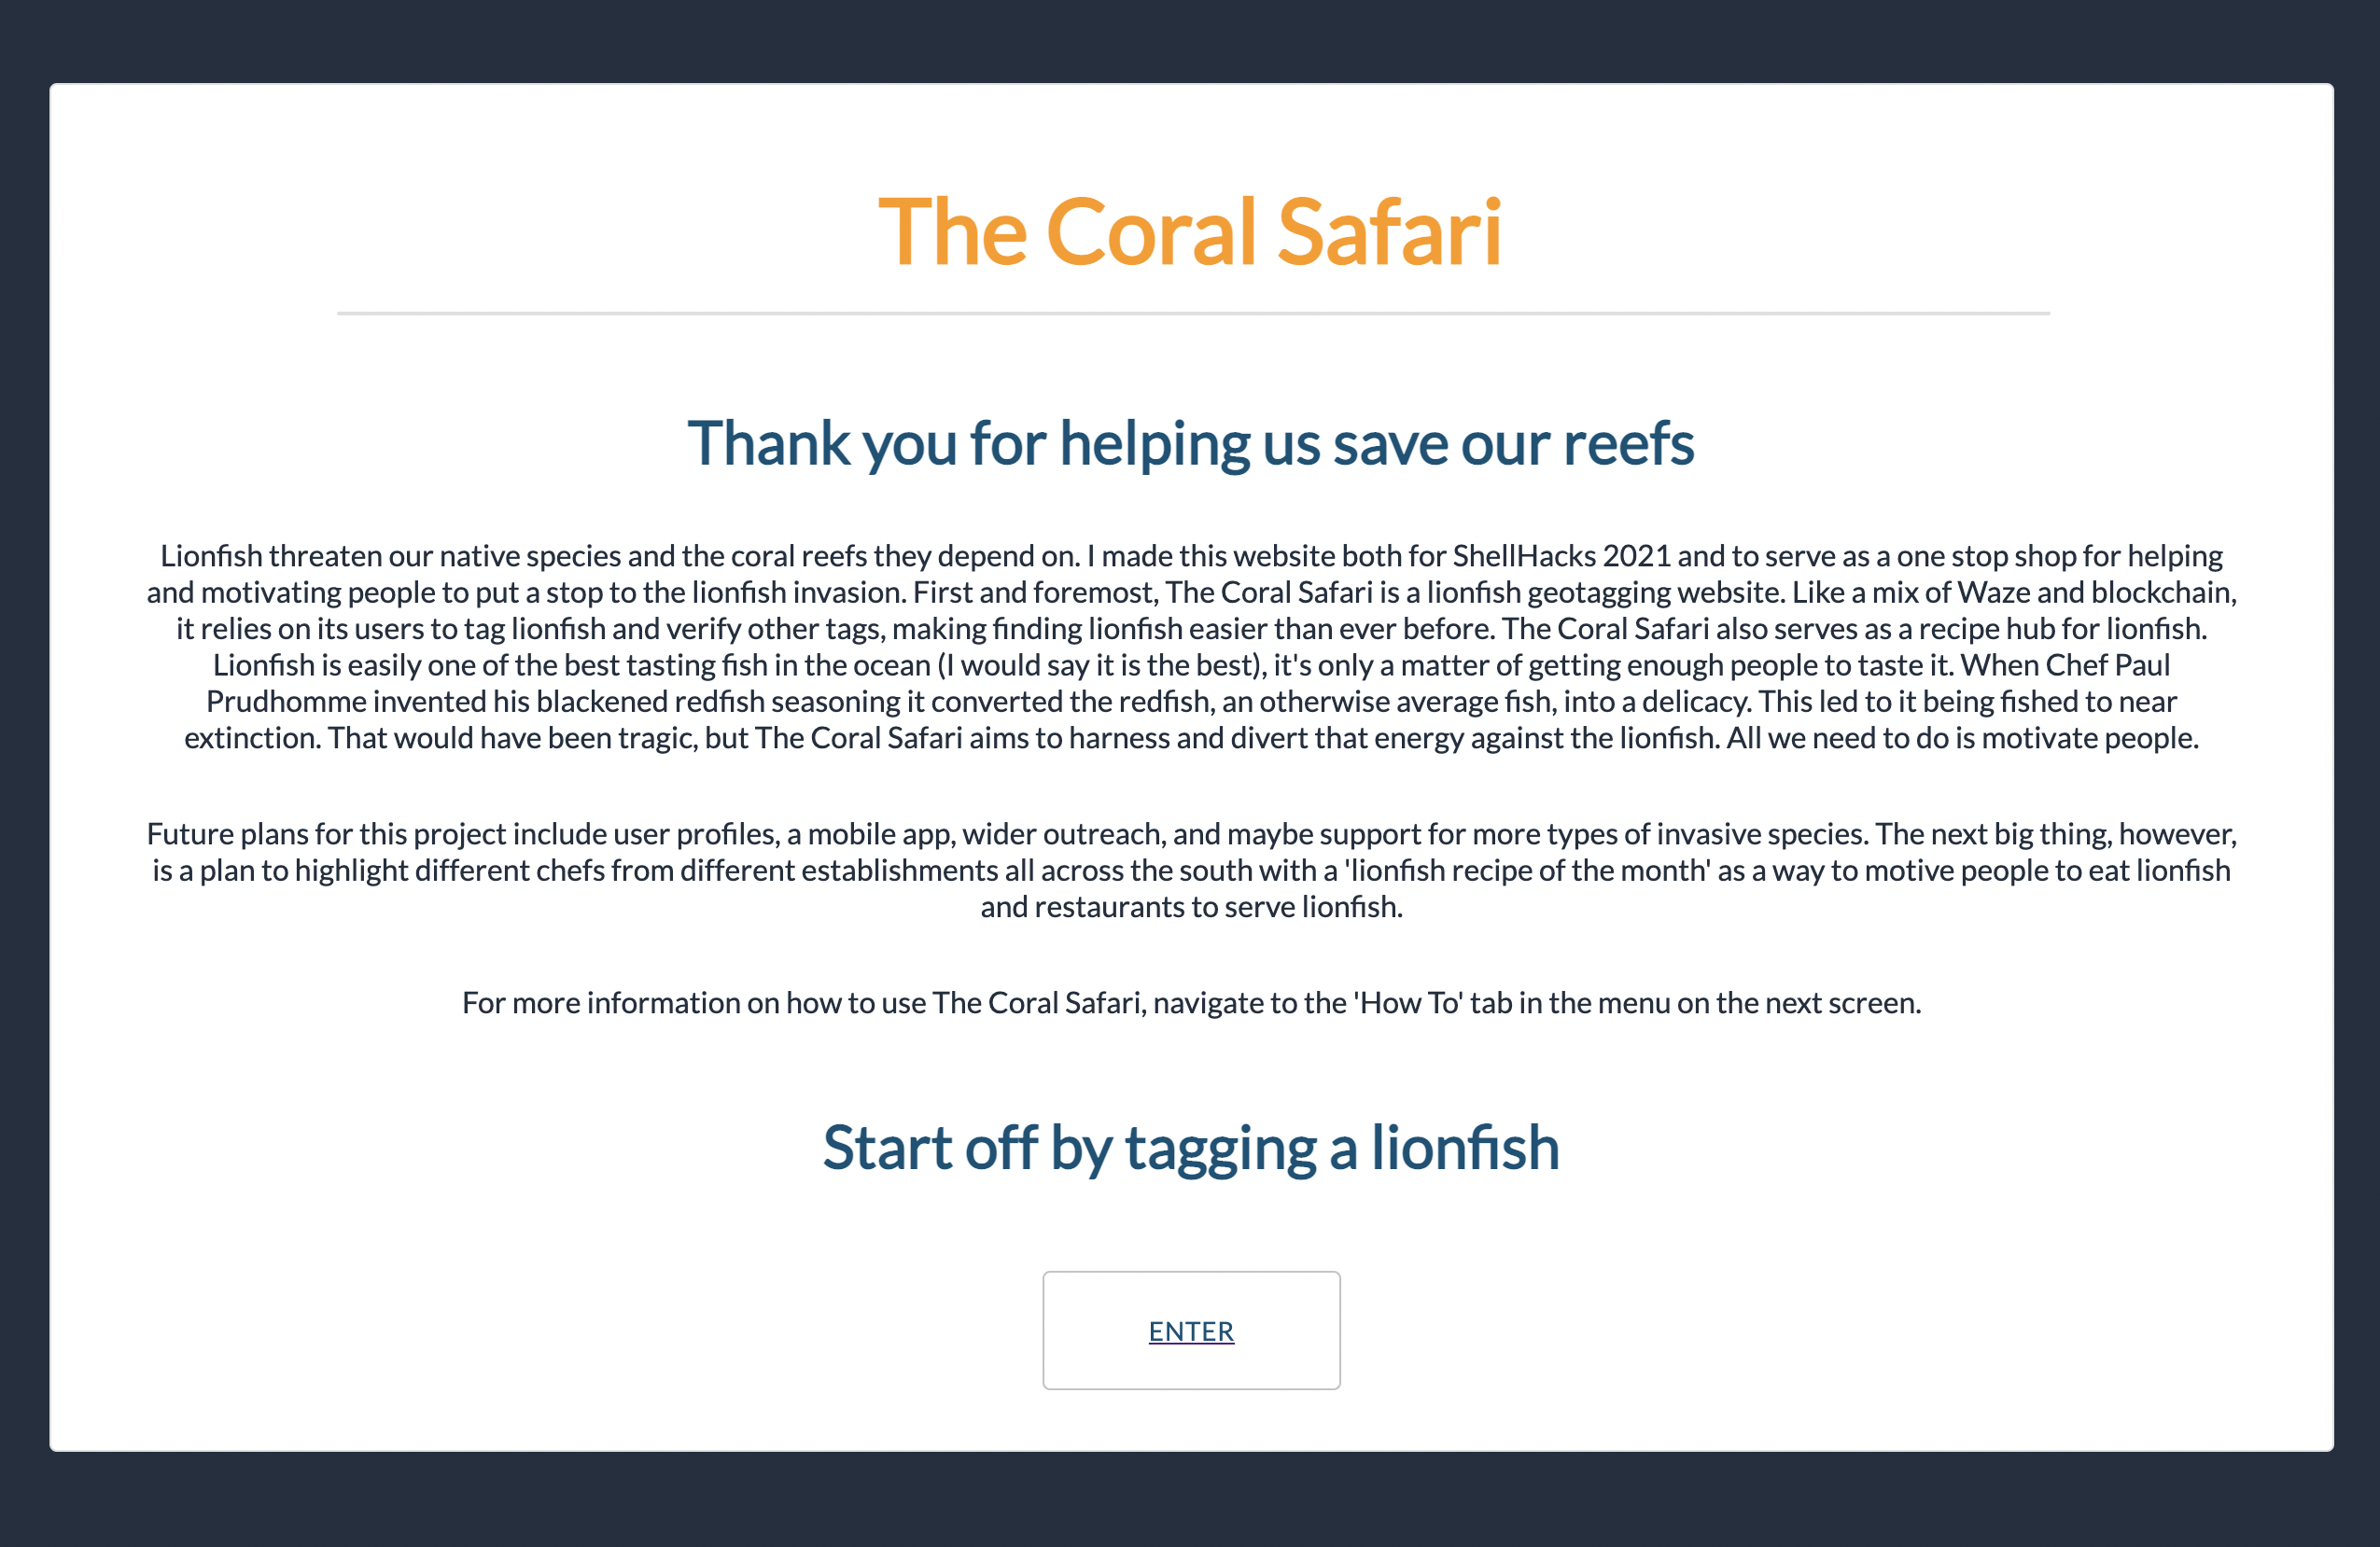 The Coral Safari
Thank you for helping us save our reefs
Lionfish threaten our native species and the coral reefs they depend on. I made this website both for ShellHacks 2021 and to serve as a one stop shop for helping
and motivating people to put a stop to the lionfish invasion. First and foremost, The Coral Safari is a lionfish geotagging website. Like a mix of Waze and blockchain,
it relies on its users to tag lionfish and verify other tags, making finding lionfish easier than ever before. The Coral Safari also serves as a recipe hub for lionfish.
Lionfish is easily one of the best tasting fish in the ocean (I would say it is the best), it's only a matter of getting enough people to taste it. When Chef Paul
Prudhomme invented his blackened redfish seasoning it converted the redfish, an otherwise average fish, into a delicacy. This led to it being fished to near
extinction. That would have been tragic, but The Coral Safari aims to harness and divert that energy against the lionfish. All we need to do is motivate people.
Future plans for this project include user profiles, a mobile app, wider outreach, and maybe support for more types of invasive species. The next big thing, however,
is a plan to highlight different chefs from different establishments all across the south with a 'lionfish recipe of the month' as a way to motive people to eat lionfish
and restaurants to serve lionfish.
For more information on how to use The Coral Safari, navigate to the 'How To' tab in the menu on the next screen.
Start off by tagging a lionfish
ENTER